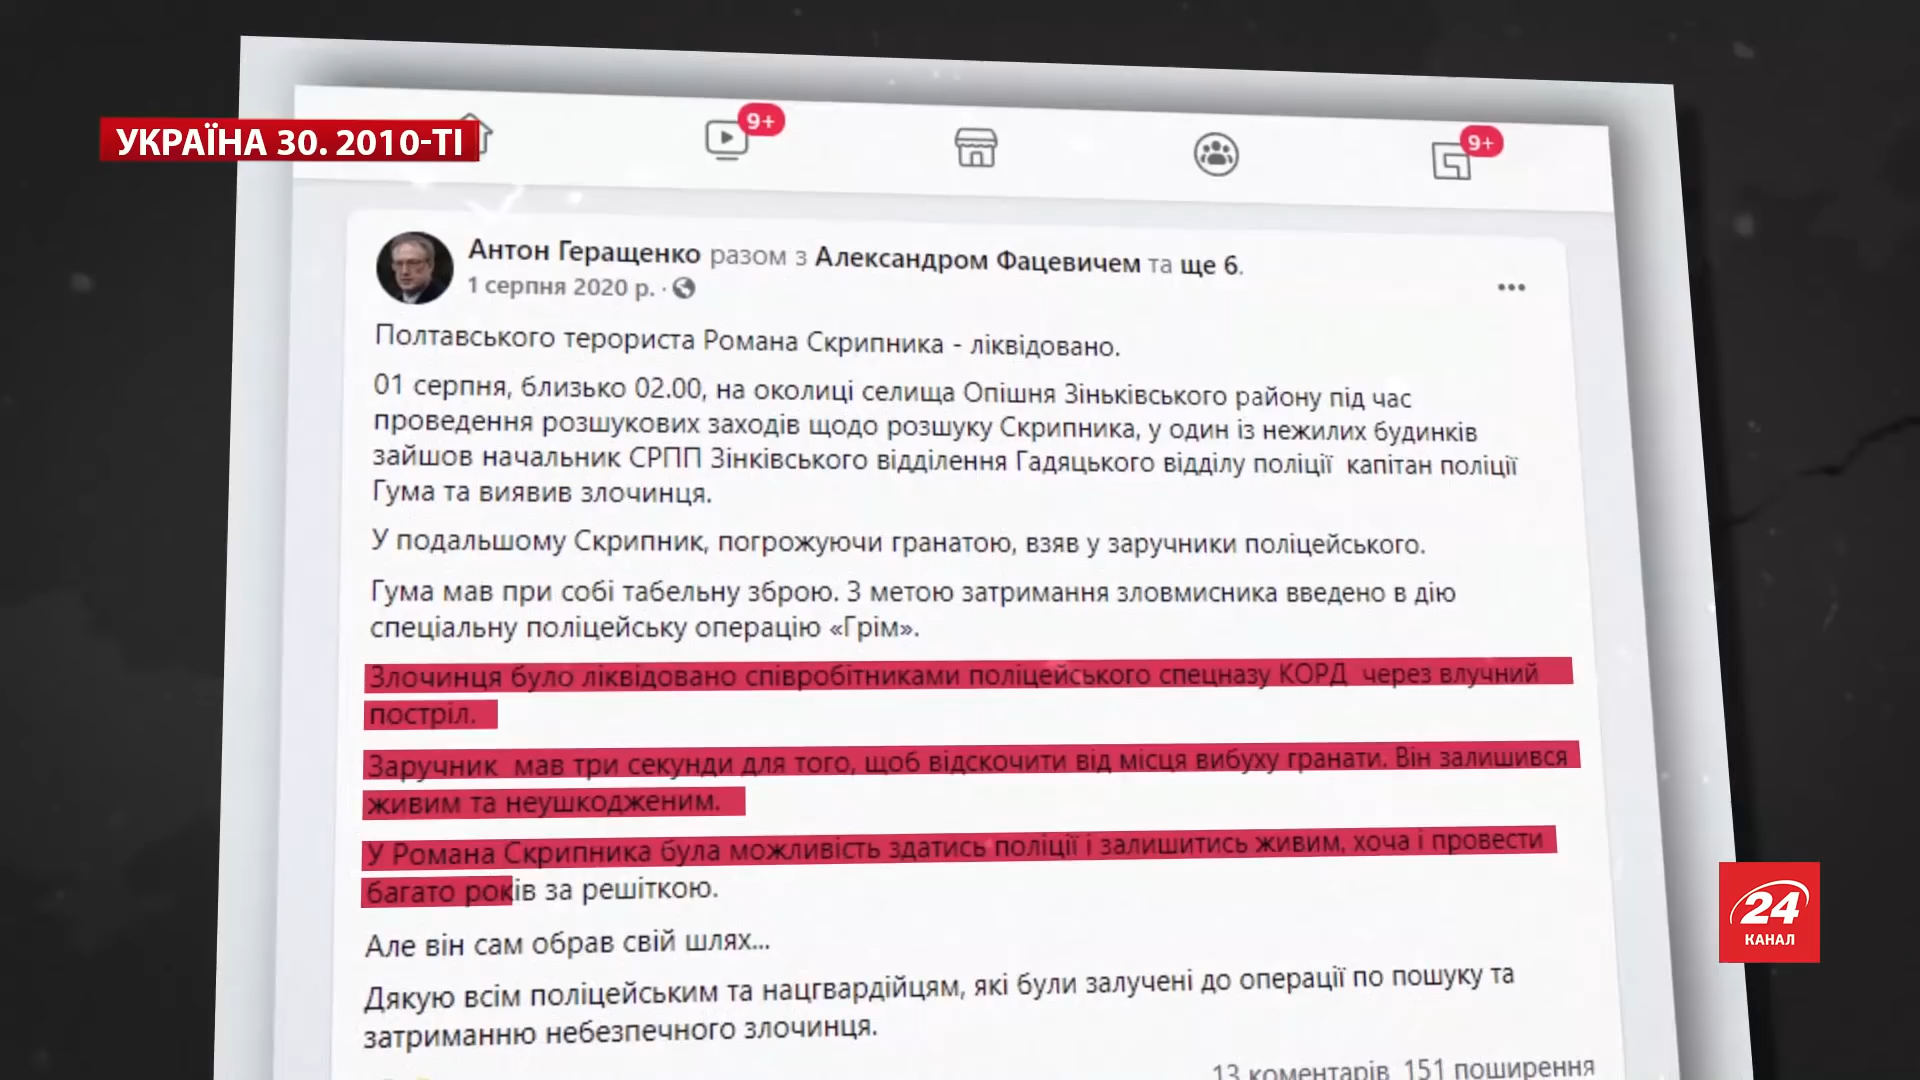 УКРАЇНА 30. 2010-ТІ
9+
9+
Антон Геращенко разом з Александром Фацевичем та ще 6.
1 серпня 2020 р. ·
Полтавського терориста Романа Скрипника - ліквідовано.
01 серпня, близько 02.00, на околиці селища Опішня Зіньківського району під час
проведення розшукових заходів щодо розшуку Скрипника, у один із нежилих будинків
зайшов начальник СРПП Зінківського відділення Гадяцького відділу поліції капітан поліції
Гума та виявив злочинця.
У подальшому Скрипник, погрожуючи гранатою, взяв у заручники поліцейського.
Гума мав при собі табельну зброю. З метою затримання зловмисника введено в дію
спеціальну поліцейську операцію «Грім».
Злочинця було ліквідовано співробітниками поліцейського спецназу КОРД через влучний
постріл.
Заручник мав три секунди для того, щоб відскочити від місця вибуху гранати. Він залишився
живим та неушкодженим.
У Романа Скрипника була можливість здатись поліції і залишитись живим, хоча і провести
багато років за решіткою.
Але він сам обрав свій шлях...
Дякую всім поліцейським та нацгвардійцям, які були залучені до операції по пошуку та
затриманню небезпечного злочинця.
13 коментарів 151 поширення
24
КАНАЛ